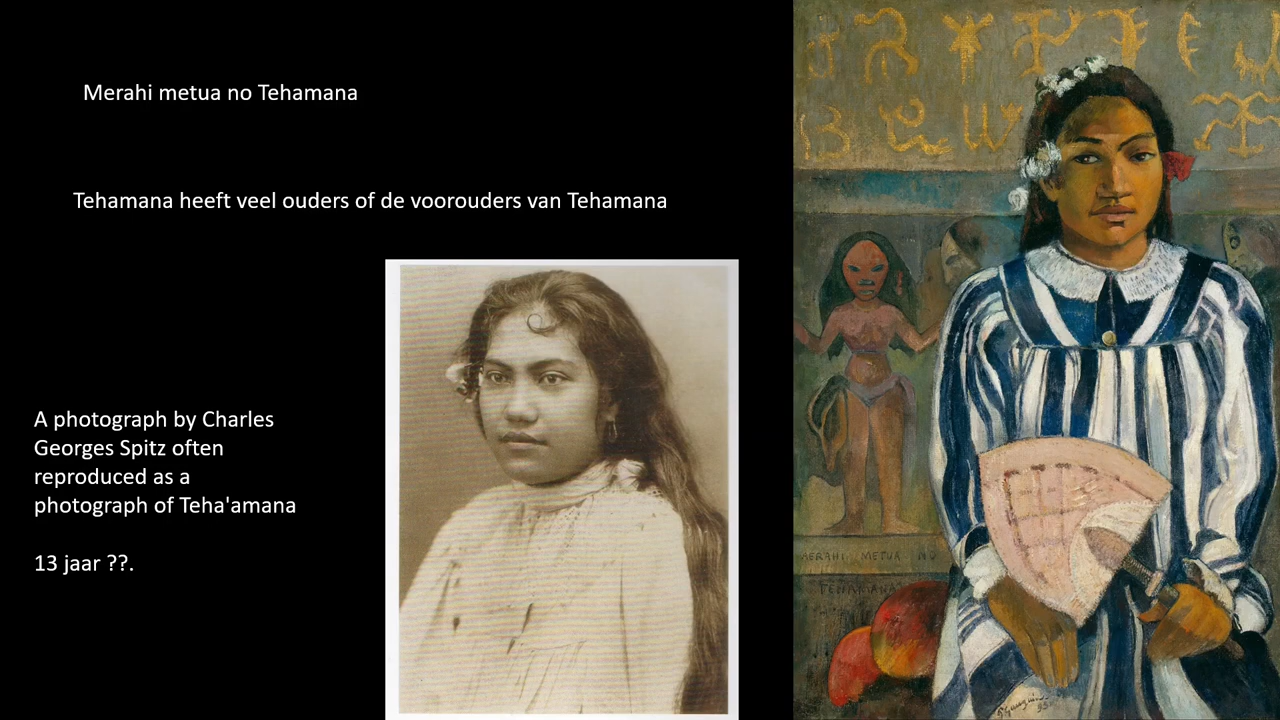 Merahi metua no Tehamana
Tehamana heeft veel ouders of de voorouders van Tehamana
A photograph by Charles
Georges Spitz often
reproduced as a
photograph of Teha'amana
13 jaar ??.
MERAHI METUA NO
TEHAMANA